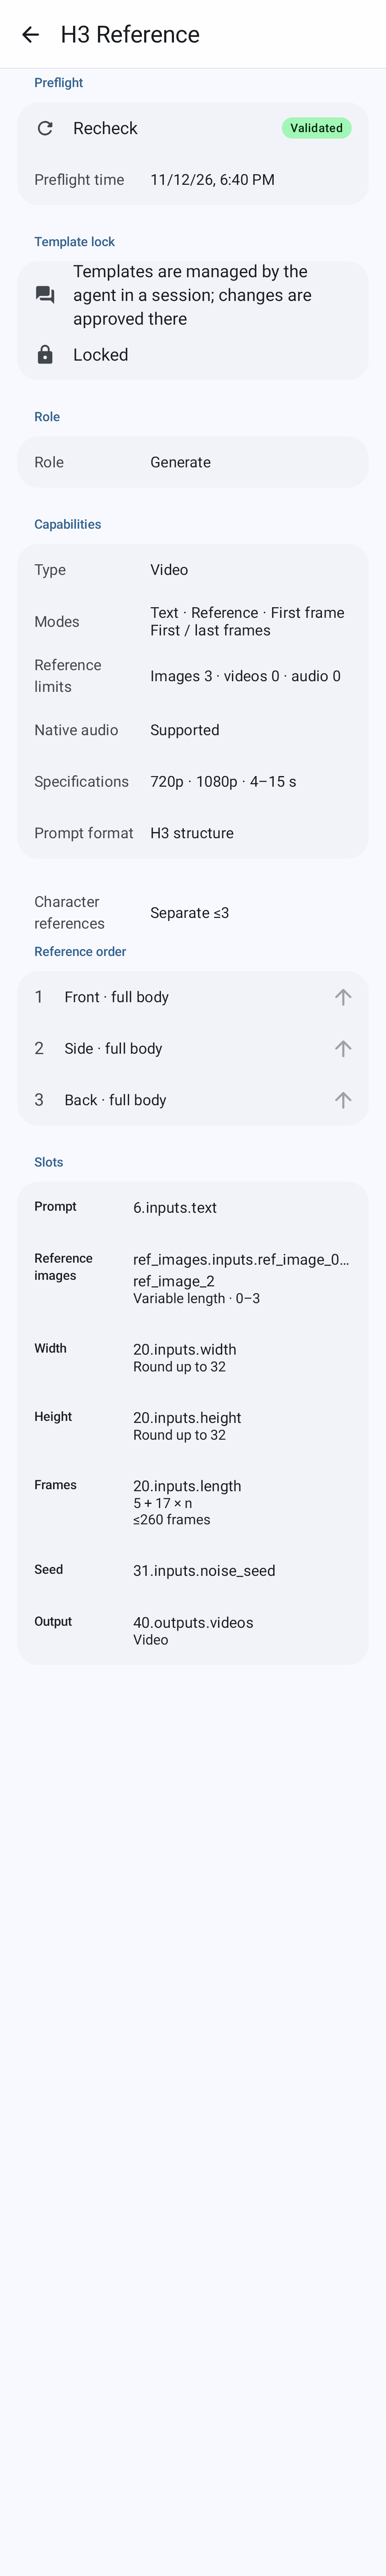 H3 Reference
Preflight
Recheck
Validated
Preflight time 11/12/26, 6:40 PM
Template lock
Templates are managed by the
agent in a session; changes are
approved there
Locked
Role
Role Generate
Capabilities
Type Video
Modes Text · Reference · First frame
First / last frames
Reference
limits
Images 3 · videos 0 · audio 0
Native audio Supported
Specifications 720p · 1080p · 4–15 s
Prompt format H3 structure
Character
references
Separate ≤3
Reference order
1 Front · full body
2 Side · full body
3 Back · full body
Slots
Prompt 6.inputs.text
Reference
images
ref_images.inputs.ref_image_0…
ref_image_2
Variable length · 0–3
Width 20.inputs.width
Round up to 32
Height 20.inputs.height
Round up to 32
Frames 20.inputs.length
5 + 17 × n
≤260 frames
Seed 31.inputs.noise_seed
Output 40.outputs.videos
Video